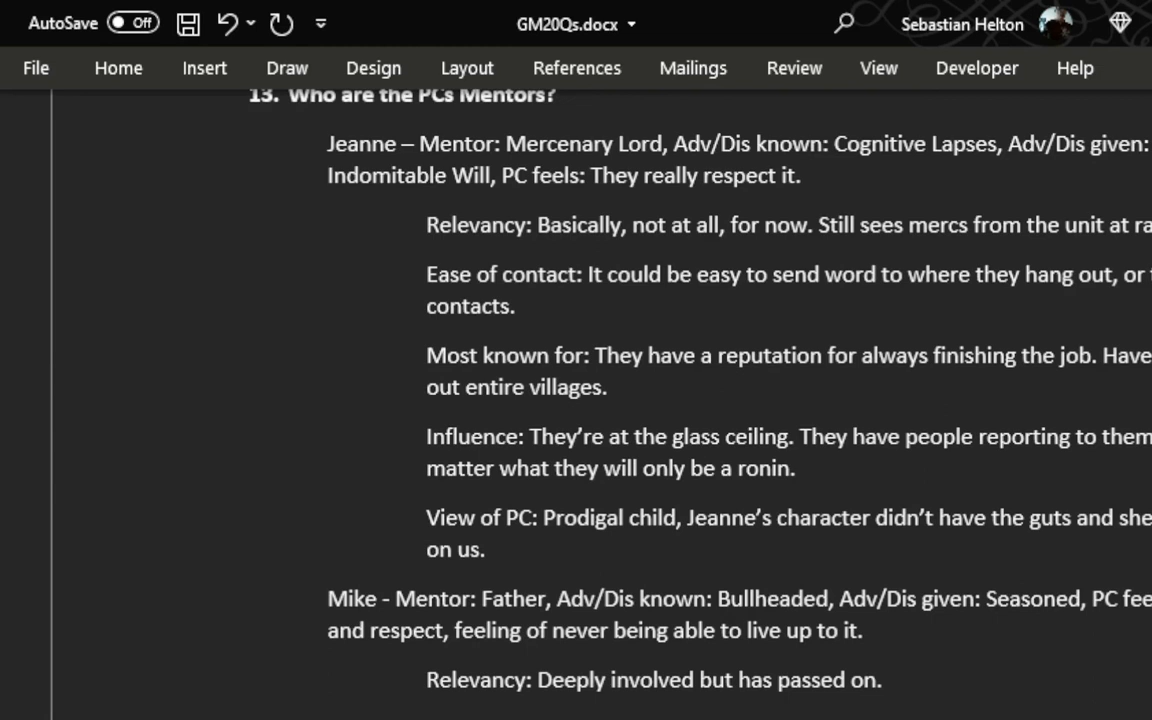 AutoSave Off GM20Qs.docx Sebastian Helton
File Home Insert Draw Design Layout References Mailings Review View Developer Help
13. Who are the PCs Mentors?
Jeanne – Mentor: Mercenary Lord, Adv/Dis known: Cognitive Lapses, Adv/Dis given:
Indomitable Will, PC feels: They really respect it.
Relevancy: Basically, not at all, for now. Still sees mercs from the unit at
Ease of contact: It could be easy to send word to where they hang out, or
contacts.
Most known for: They have a reputation for always finishing the job. Have
out entire villages.
Influence: They’re at the glass ceiling. They have people reporting to them
matter what they will only be a ronin.
View of PC: Prodigal child, Jeanne’s character didn’t have the guts and she
on us.
Mike - Mentor: Father, Adv/Dis known: Bullheaded, Adv/Dis given: Seasoned, PC
and respect, feeling of never being able to live up to it.
Relevancy: Deeply involved but has passed on.